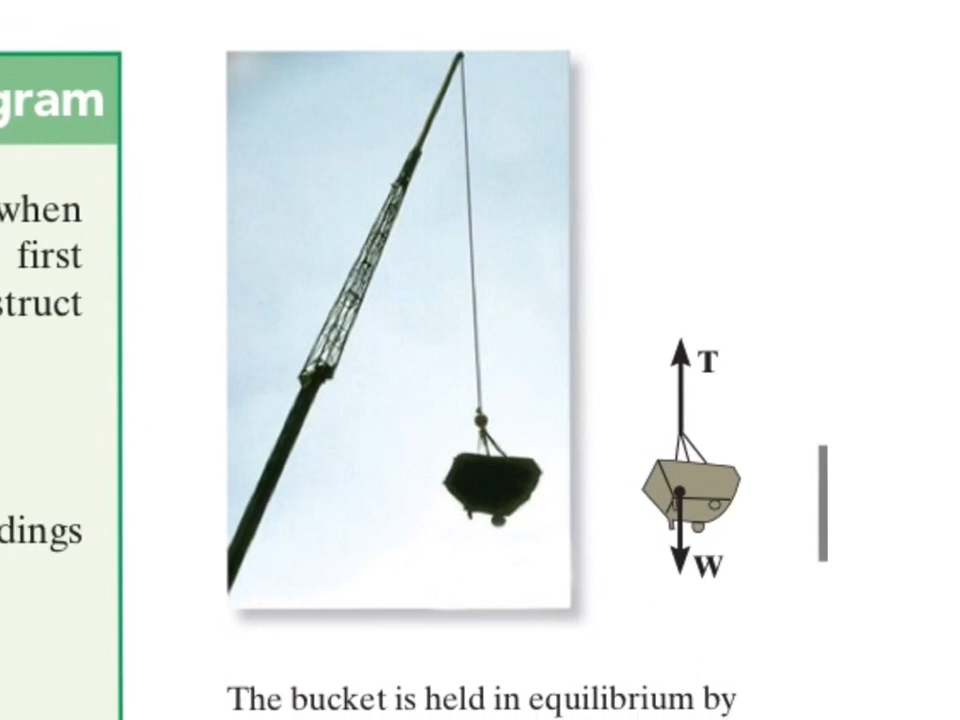 gram
when
first
struct
dings
T
W
The bucket is held in equilibrium by